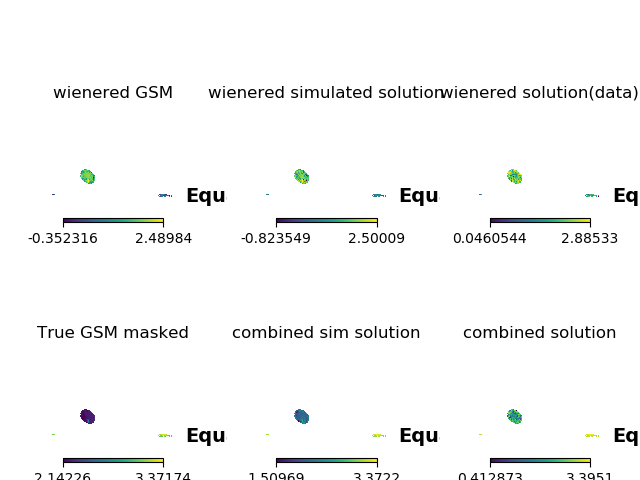 wienered GSM wienered simulated solution wienered solution(data)
Equ Equ Eq
-0.352316 2.48984 -0.823549 2.50009 0.0460544 2.88533
True GSM masked combined sim solution combined solution
Equ Equ Eq
2.14226 3.37174 1.50969 3.3722 0.412873 3.3951